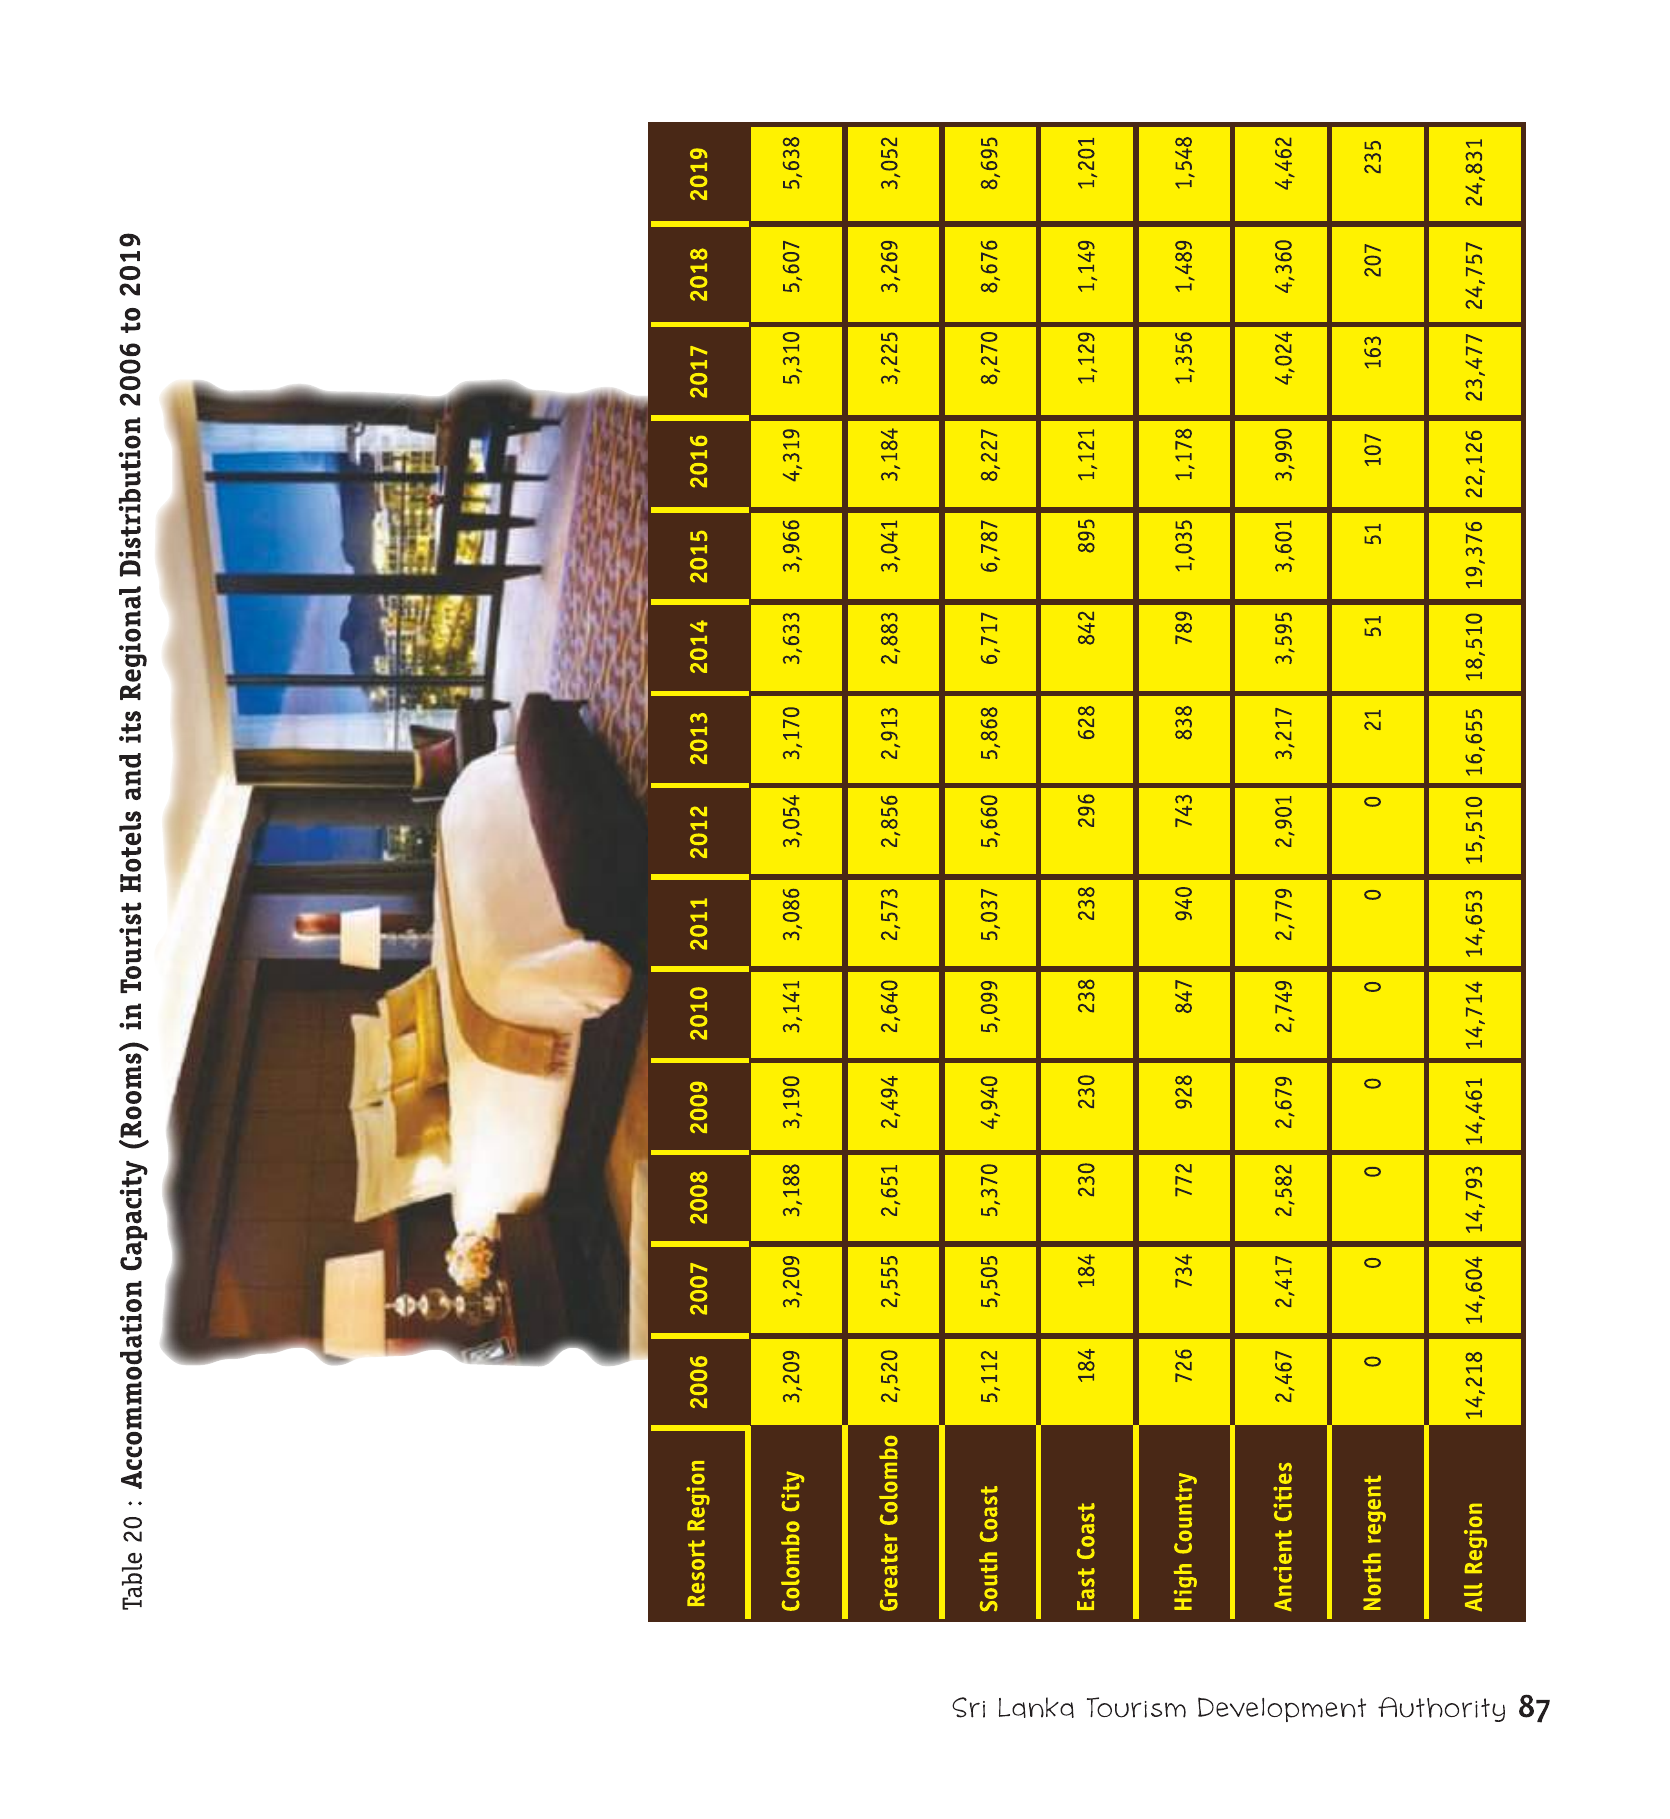 Table 20 : Accommodation Capacity (Rooms) in Tourist Hotels and its Regional Distribution 2006 to 2019
Resort Region 2006 2007 2008 2009 2010 2011 2012 2013 2014 2015 2016 2017 2018 2019
Colombo City 3,209 3,209 3,188 3,190 3,141 3,086 3,054 3,170 3,633 3,966 4,319 5,310 5,607 5,638
Greater Colombo 2,520 2,555 2,651 2,494 2,640 2,573 2,856 2,913 2,883 3,041 3,184 3,225 3,269 3,052
South Coast 5,112 5,505 5,370 4,940 5,099 5,037 5,660 5,868 6,717 6,787 8,227 8,270 8,676 8,695
East Coast 184 184 230 230 238 238 296 628 842 895 1,121 1,129 1,149 1,201
High Country 726 734 772 928 847 940 743 838 789 1,035 1,178 1,356 1,489 1,548
Ancient Cities 2,467 2,417 2,582 2,679 2,749 2,779 2,901 3,217 3,595 3,601 3,990 4,024 4,360 4,462
North regent 0 0 0 0 0 0 0 21 51 51 107 163 207 235
All Region 14,218 14,604 14,793 14,461 14,714 14,653 15,510 16,655 18,510 19,376 22,126 23,477 24,757 24,831
Sri Lanka Tourism Development Authority 87